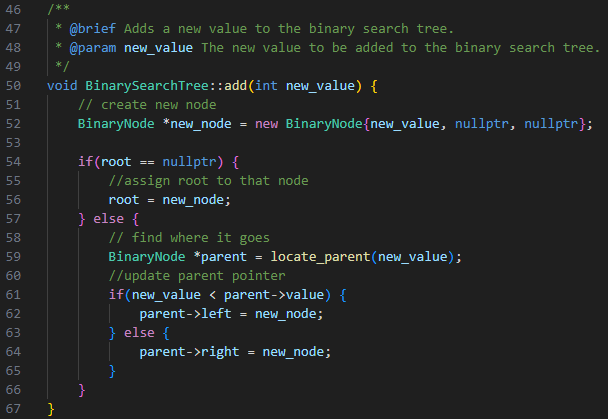 46 /**
47  * @brief Adds a new value to the binary search tree.
48  * @param new_value The new value to be added to the binary search tree.
49  */
50 void BinarySearchTree::add(int new_value) {
51     // create new node
52     BinaryNode *new_node = new BinaryNode{new_value, nullptr, nullptr};
53
54     if(root == nullptr) {
55         //assign root to that node
56         root = new_node;
57     } else {
58         // find where it goes
59         BinaryNode *parent = locate_parent(new_value);
60         //update parent pointer
61         if(new_value < parent->value) {
62             parent->left = new_node;
63         } else {
64             parent->right = new_node;
65         }
66     }
67 }